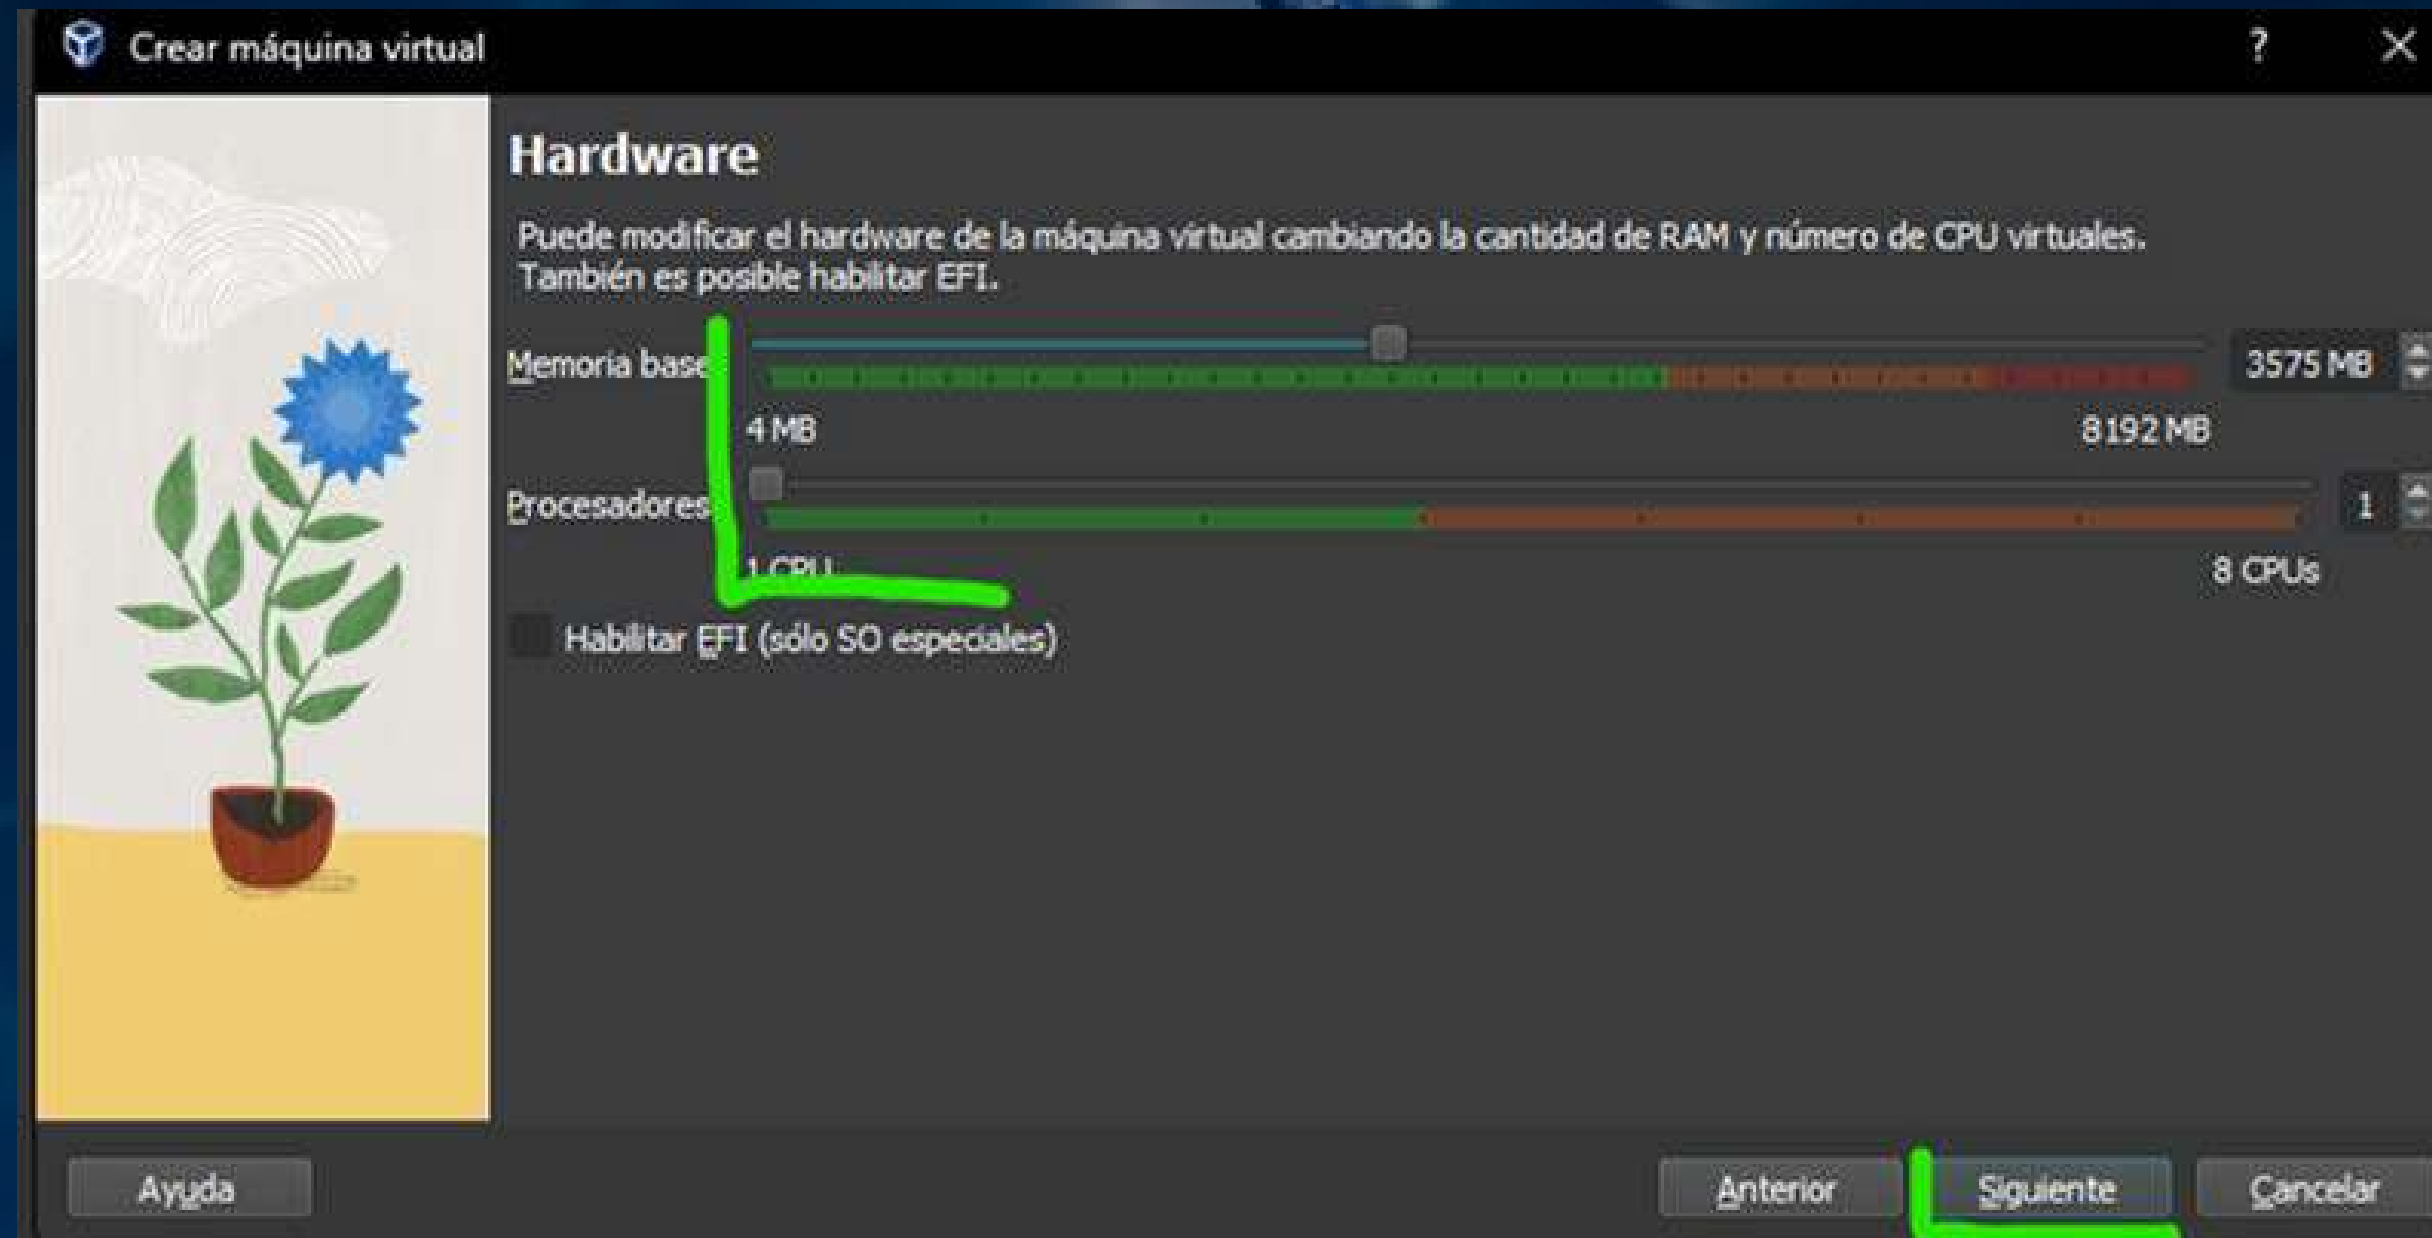 Crear máquina virtual
?
Hardware
Puede modificar el hardware de la máquina virtual cambiando la cantidad de RAM y número de CPU virtuales.
También es posible habilitar EFI.
Memoria base
3575 MB
4 MB
8192 MB
Procesadores
1
1 CPU
8 CPUs
Habilitar EFI (sólo SO especiales)
Ayuda
Anterior
Siguiente
Cancelar